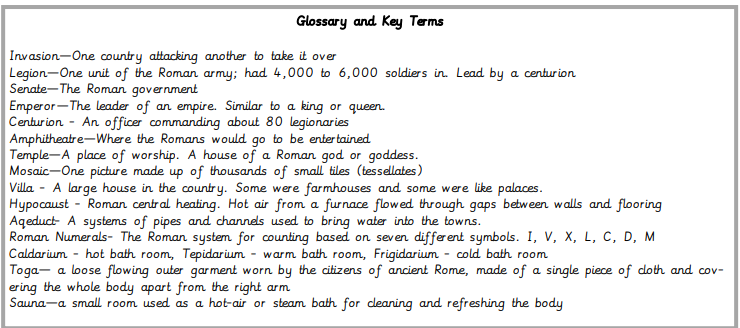 Glossary and Key Terms
Invasion—One country attacking another to take it over
Legion—One unit of the Roman army; had 4,000 to 6,000 soldiers in. Lead by a centurion
Senate—The Roman government
Emperor—The leader of an empire. Similar to a king or queen.
Centurion - An officer commanding about 80 legionaries
Amphitheatre—Where the Romans would go to be entertained
Temple—A place of worship. A house of a Roman god or goddess.
Mosaic—One picture made up of thousands of small tiles (tessellates)
Villa - A large house in the country. Some were farmhouses and some were like palaces.
Hypocaust - Roman central heating. Hot air from a furnace flowed through gaps between walls and flooring
Aqeduct- A systems of pipes and channels used to bring water into the towns.
Roman Numerals- The Roman system for counting based on seven different symbols. I, V, X, L, C, D, M
Caldarium - hot bath room, Tepidarium - warm bath room, Frigidarium - cold bath room
Toga— a loose flowing outer garment worn by the citizens of ancient Rome, made of a single piece of cloth and cov-
ering the whole body apart from the right arm
Sauna—a small room used as a hot-air or steam bath for cleaning and refreshing the body